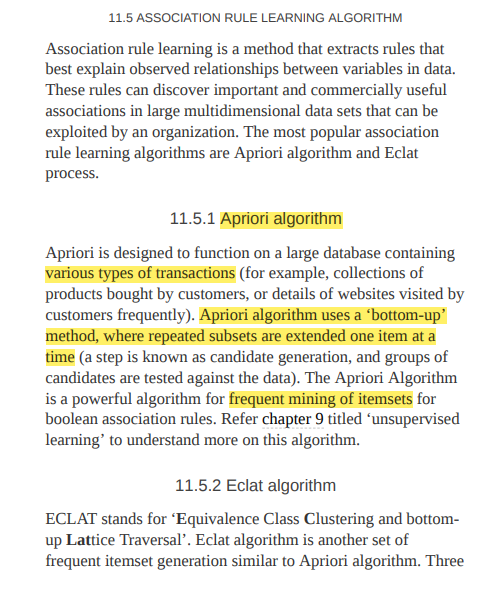 11.5 ASSOCIATION RULE LEARNING ALGORITHM
Association rule learning is a method that extracts rules that
best explain observed relationships between variables in data.
These rules can discover important and commercially useful
associations in large multidimensional data sets that can be
exploited by an organization. The most popular association
rule learning algorithms are Apriori algorithm and Eclat
process.
11.5.1 Apriori algorithm
Apriori is designed to function on a large database containing
various types of transactions (for example, collections of
products bought by customers, or details of websites visited by
customers frequently). Apriori algorithm uses a ‘bottom-up’
method, where repeated subsets are extended one item at a
time (a step is known as candidate generation, and groups of
candidates are tested against the data). The Apriori Algorithm
is a powerful algorithm for frequent mining of itemsets for
boolean association rules. Refer chapter 9 titled ‘unsupervised
learning’ to understand more on this algorithm.
11.5.2 Eclat algorithm
ECLAT stands for ‘Equivalence Class Clustering and bottom-
up Lattice Traversal’. Eclat algorithm is another set of
frequent itemset generation similar to Apriori algorithm. Three